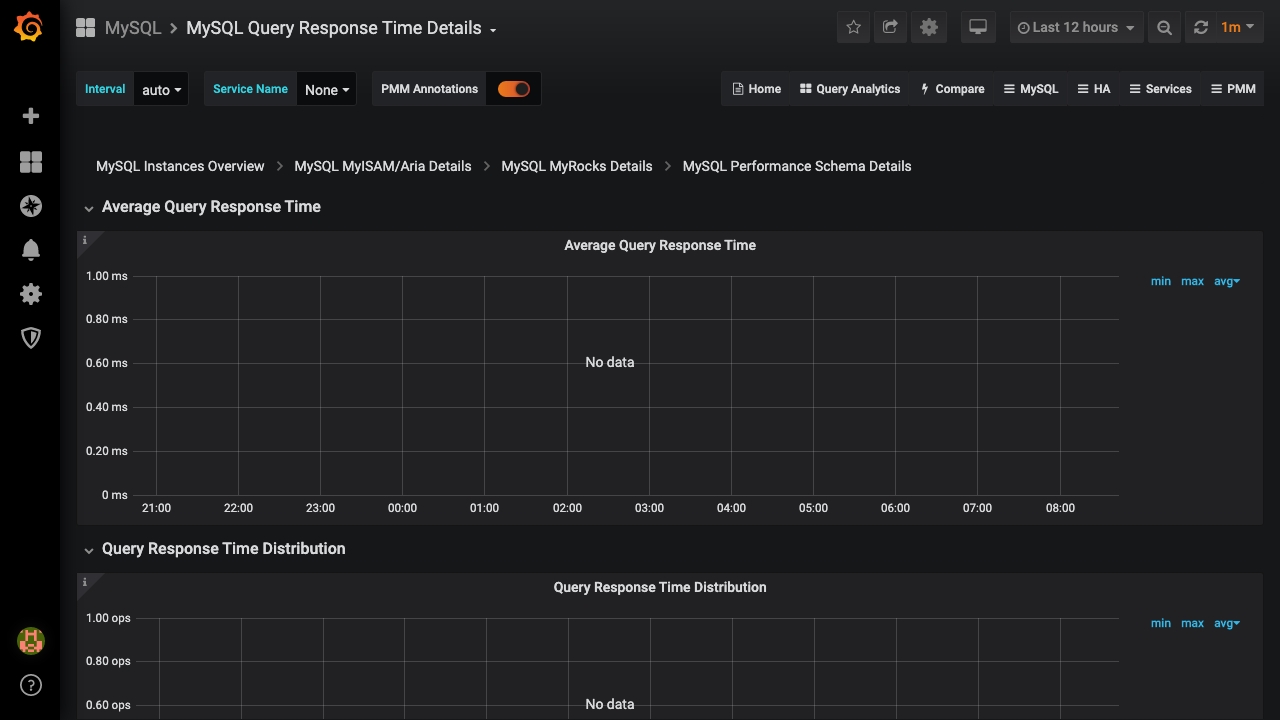 MySQL > MySQL Query Response Time Details
Last 12 hours
1m
Interval auto Service Name None PMM Annotations
Home Query Analytics Compare MySQL HA Services PMM
MySQL Instances Overview > MySQL MyISAM/Aria Details > MySQL MyRocks Details > MySQL Performance Schema Details
Average Query Response Time
i
Average Query Response Time
min max avg
1.00 ms
0.80 ms
0.60 ms
0.40 ms
0.20 ms
0 ms
No data
21:00 22:00 23:00 00:00 01:00 02:00 03:00 04:00 05:00 06:00 07:00 08:00
Query Response Time Distribution
i
Query Response Time Distribution
min max avg
1.00 ops
0.80 ops
0.60 ops
No data
?